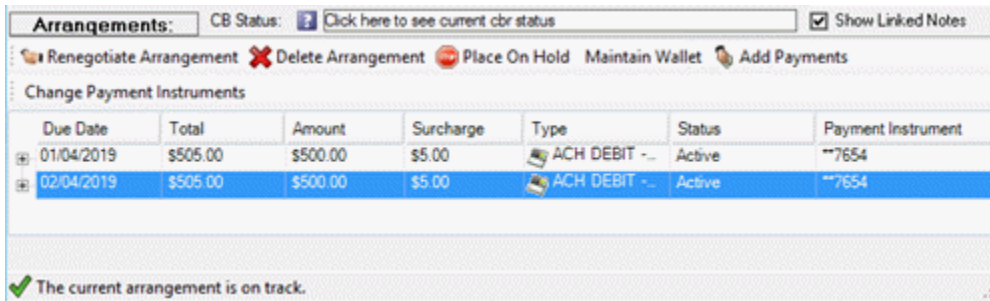 Arrangements: CB Status: ? Click here to see current cbr status Show Linked Notes
Renegotiate Arrangement Delete Arrangement Place On Hold Maintain Wallet Add Payments
Change Payment Instruments
Due Date Total Amount Surcharge Type Status Payment Instrument
01/04/2019 $505.00 $500.00 $5.00 ACH DEBIT -... Active **7654
02/04/2019 $505.00 $500.00 $5.00 ACH DEBIT -... Active **7654
The current arrangement is on track.